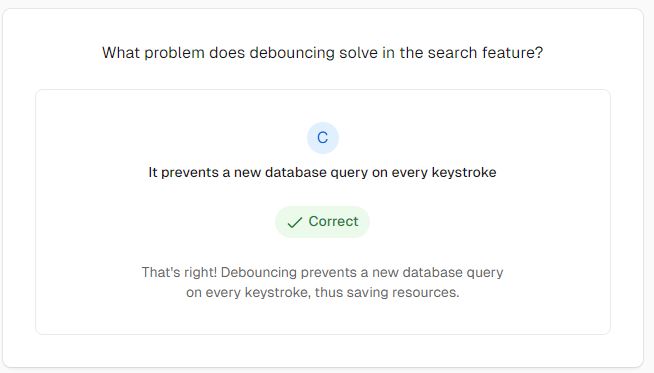 What problem does debouncing solve in the search feature?
C
It prevents a new database query on every keystroke
Correct
That's right! Debouncing prevents a new database query
on every keystroke, thus saving resources.